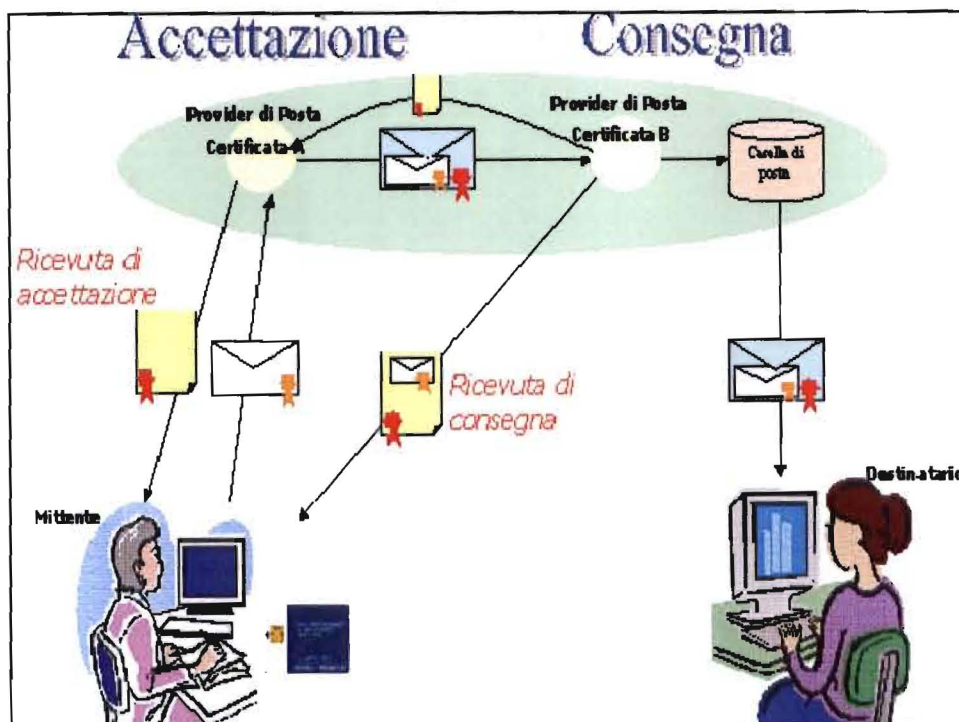 Accettazione
Consegna
Provider di Posta
Certificata A
Provider di Posta
Certificata B
Casella di
posta
Ricevuta di
accettazione
Ricevuta di
consegna
Mittente
Destinatario